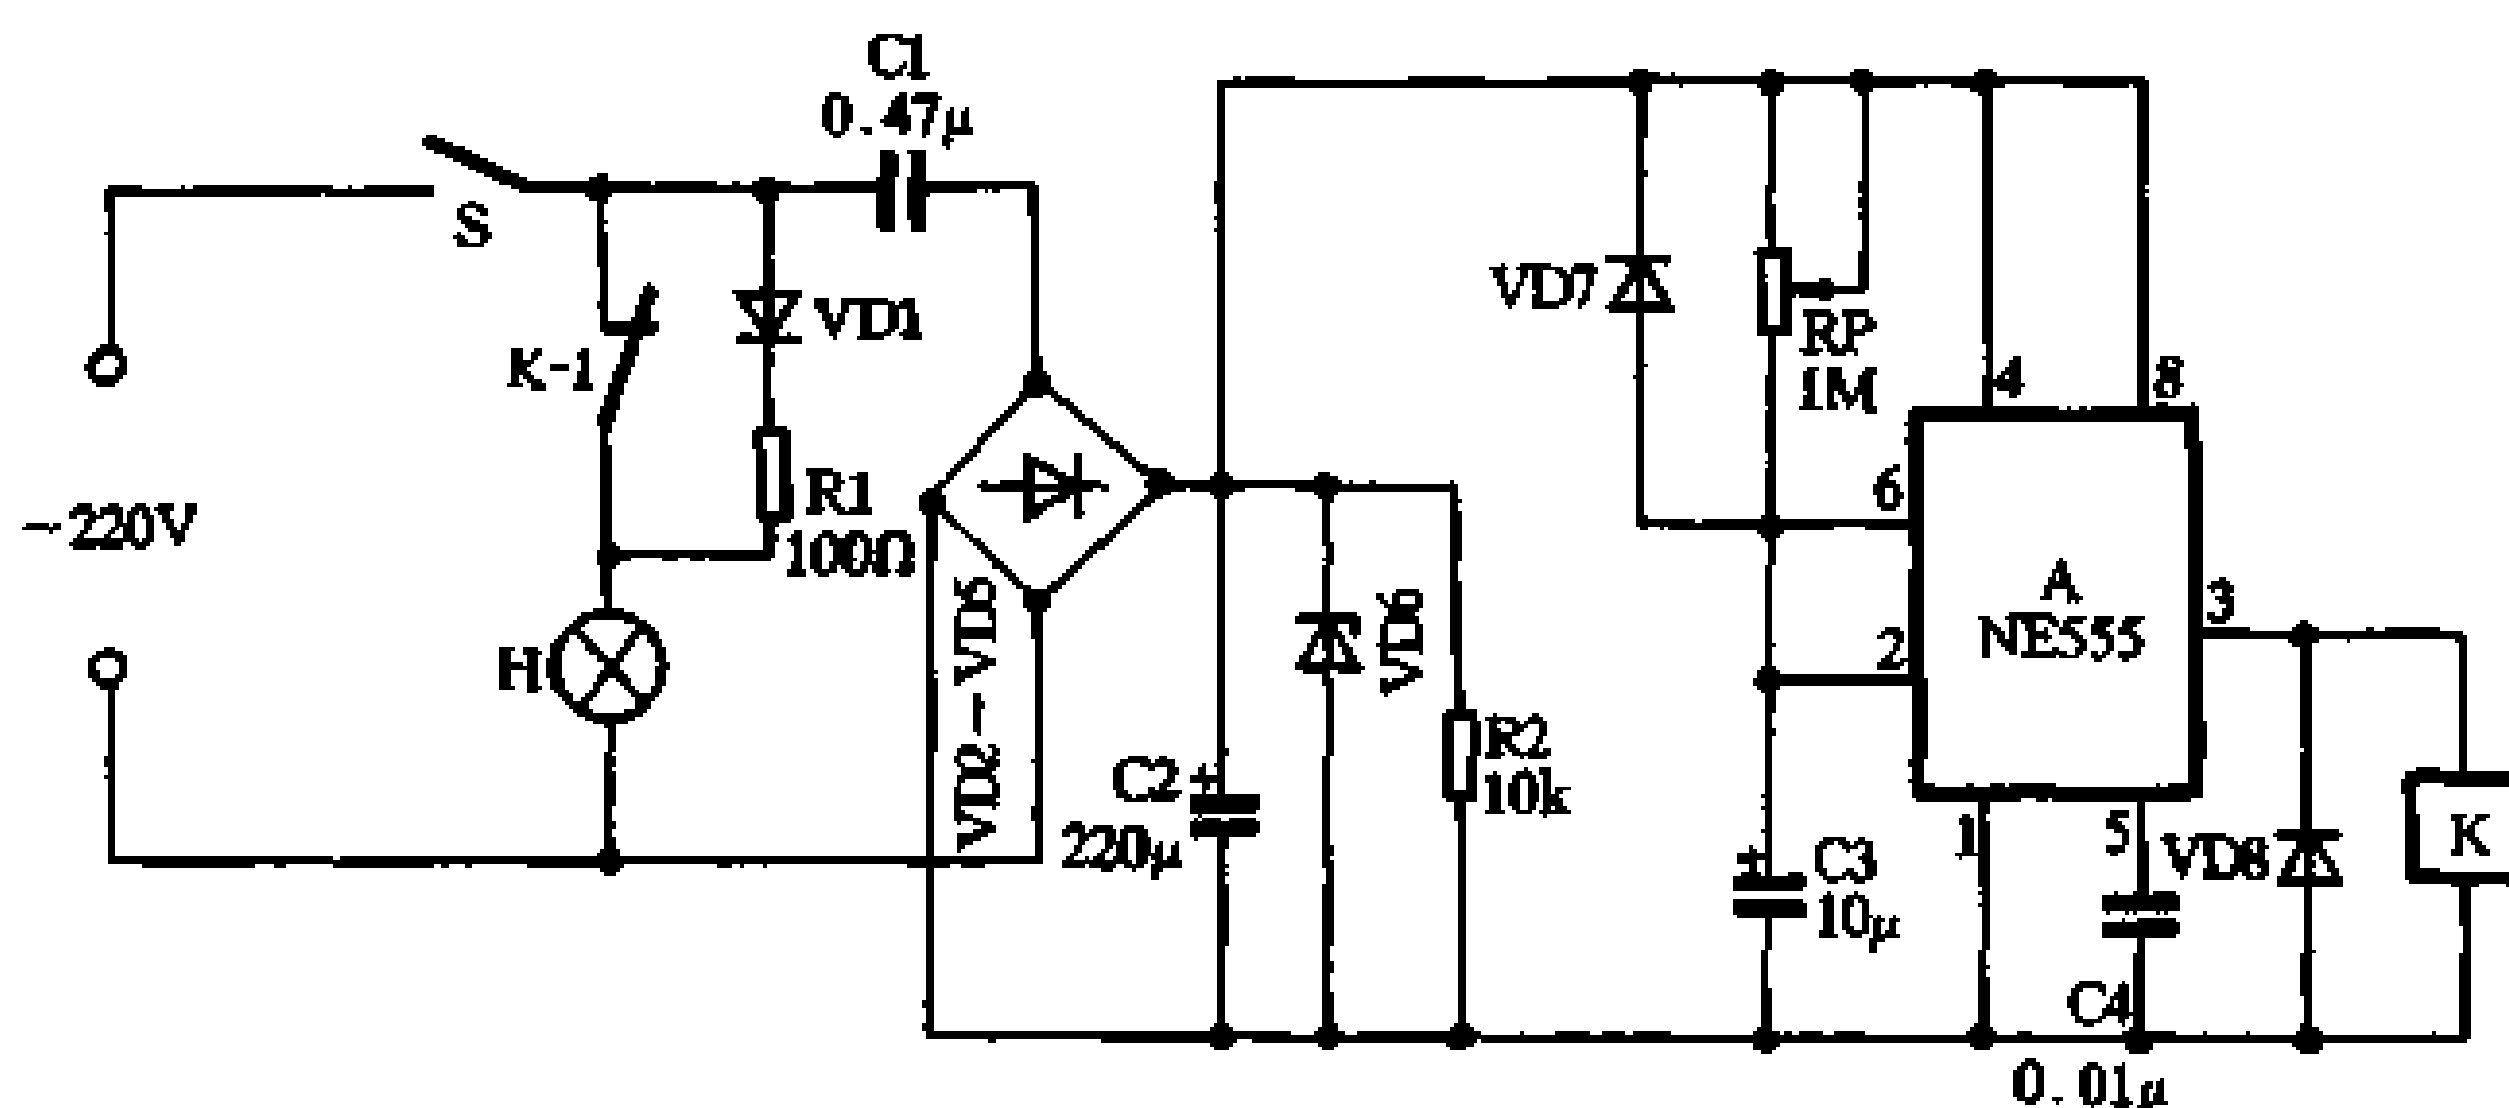 C1
0.47μ
S
K-1
VD1
R1
100Ω
~220V
H
VD2-VD5
C2 +
220μ
VD6
R2
10k
VD7
RP
1M
4
8
6
2
A
NE555
3
1
5
+ C3
10μ
VD8
K
C4
0.01μ